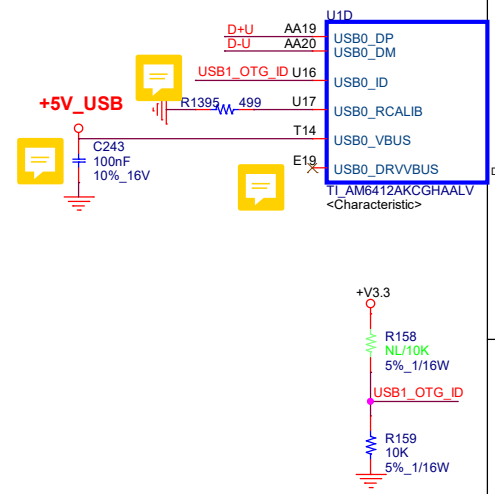 U1D
D+U AA19 USB0_DP
D-U AA20 USB0_DM
USB1_OTG_ID U16 USB0_ID
R1395 499 U17 USB0_RCALIB
+5V_USB
T14 USB0_VBUS
C243
100nF
10%_16V
E19 USB0_DRVVBUS
TI_AM6412AKCGHAALV
<Characteristic>
+V3.3
R158
NL/10K
5%_1/16W
USB1_OTG_ID
R159
10K
5%_1/16W